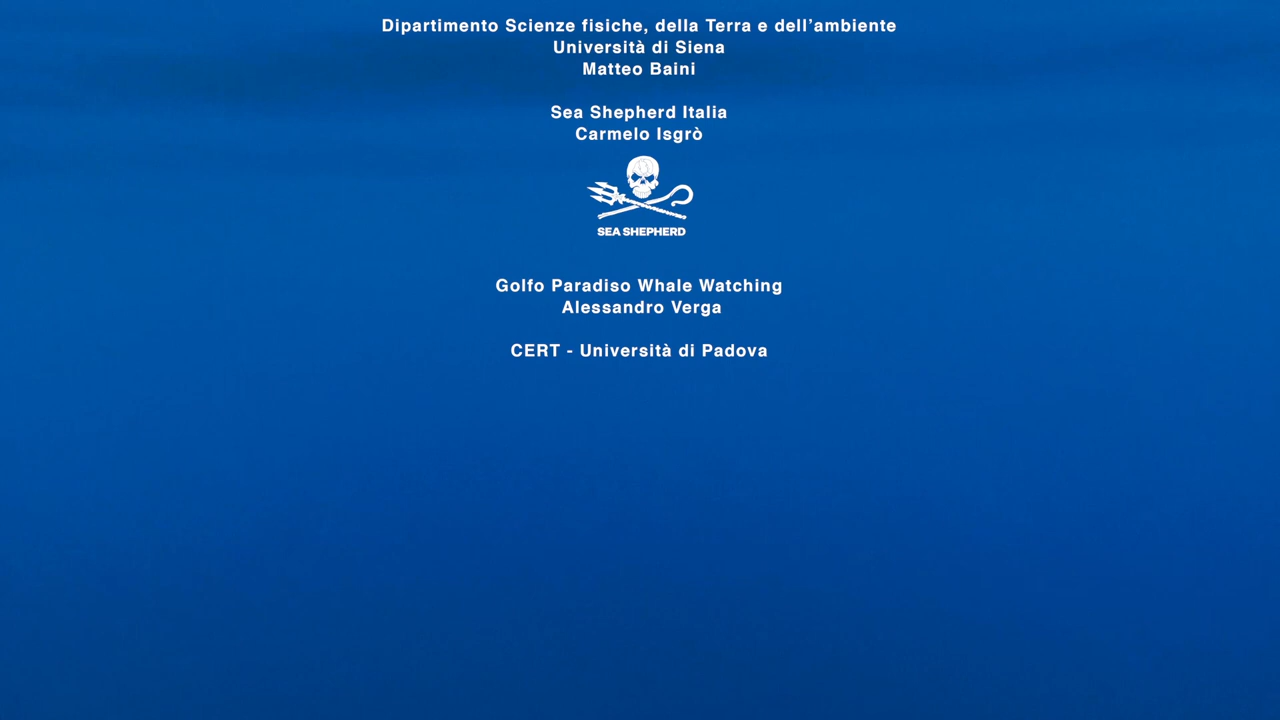 Dipartimento Scienze fisiche, della Terra e dell’ambiente
Università di Siena
Matteo Baini
Sea Shepherd Italia
Carmelo Isgrò
SEA SHEPHERD
Golfo Paradiso Whale Watching
Alessandro Verga
CERT - Università di Padova